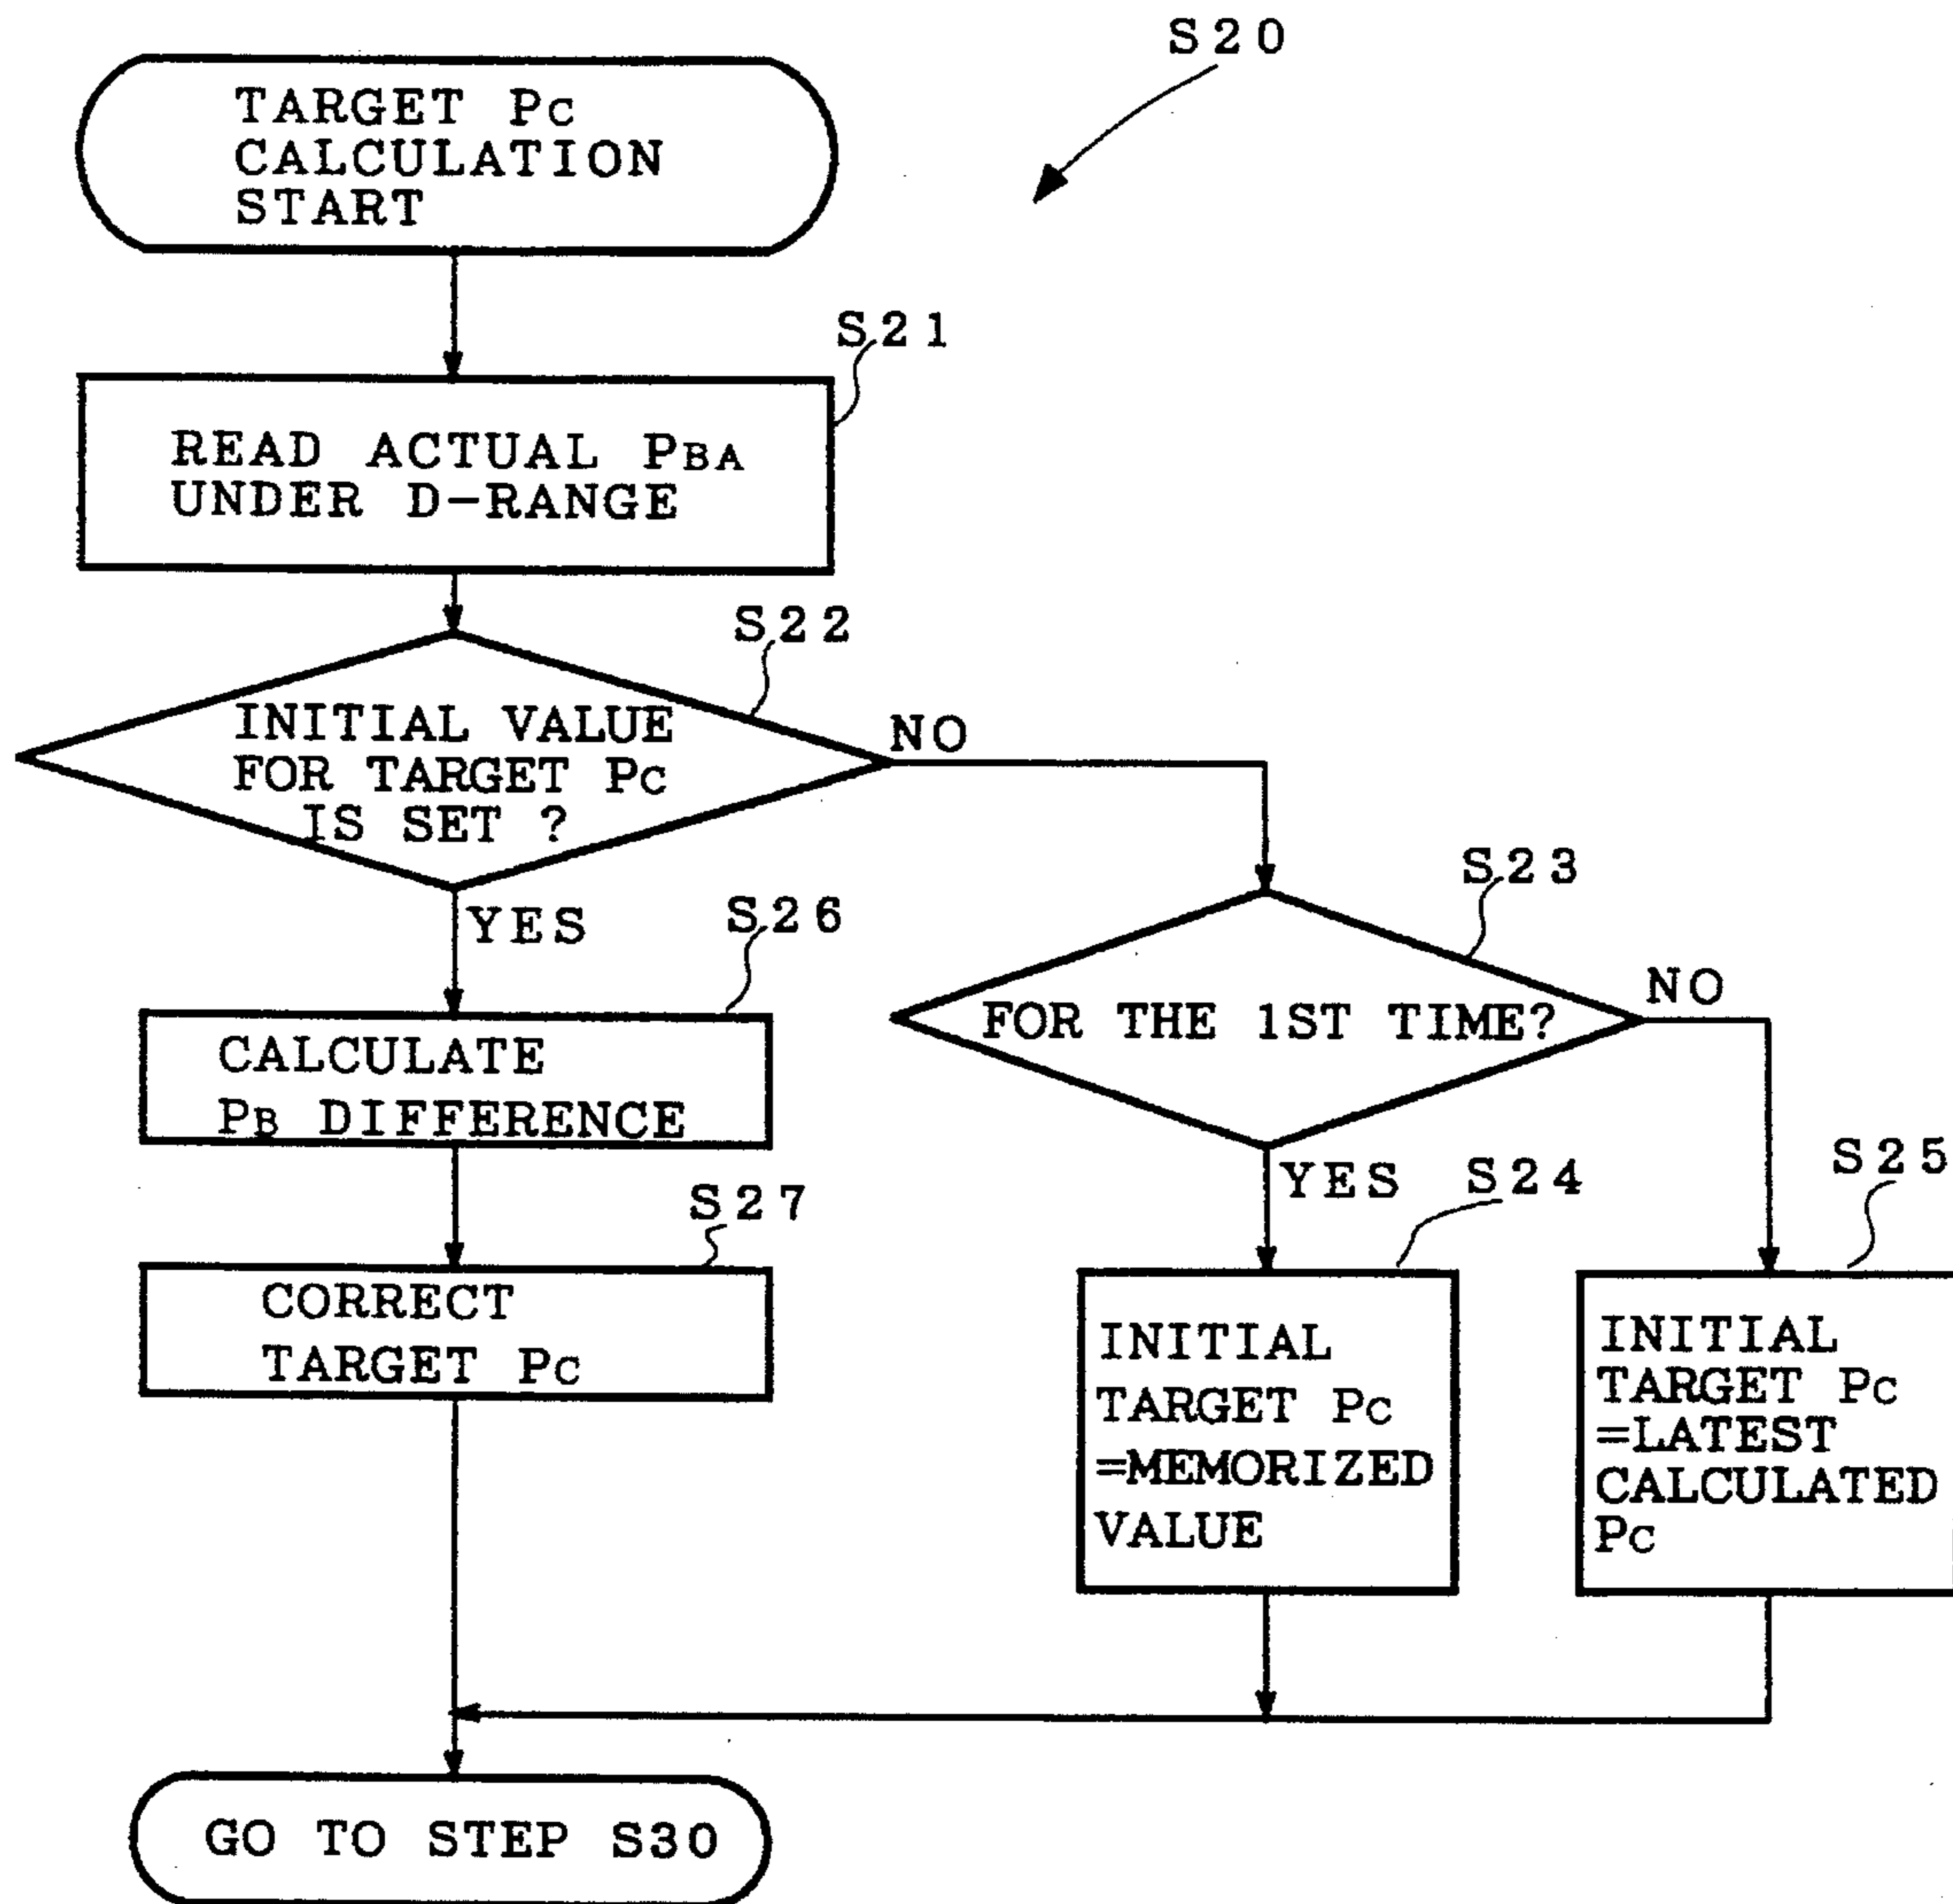 S20
TARGET PC
CALCULATION
START
S21
READ ACTUAL PBA
UNDER D-RANGE
S22
INITIAL VALUE
FOR TARGET PC
IS SET ?
NO
YES
S23
FOR THE 1ST TIME?
NO
YES
S26
CALCULATE
PB DIFFERENCE
S27
CORRECT
TARGET PC
S24
INITIAL
TARGET PC
=MEMORIZED
VALUE
S25
INITIAL
TARGET PC
=LATEST
CALCULATED
PC
GO TO STEP S30